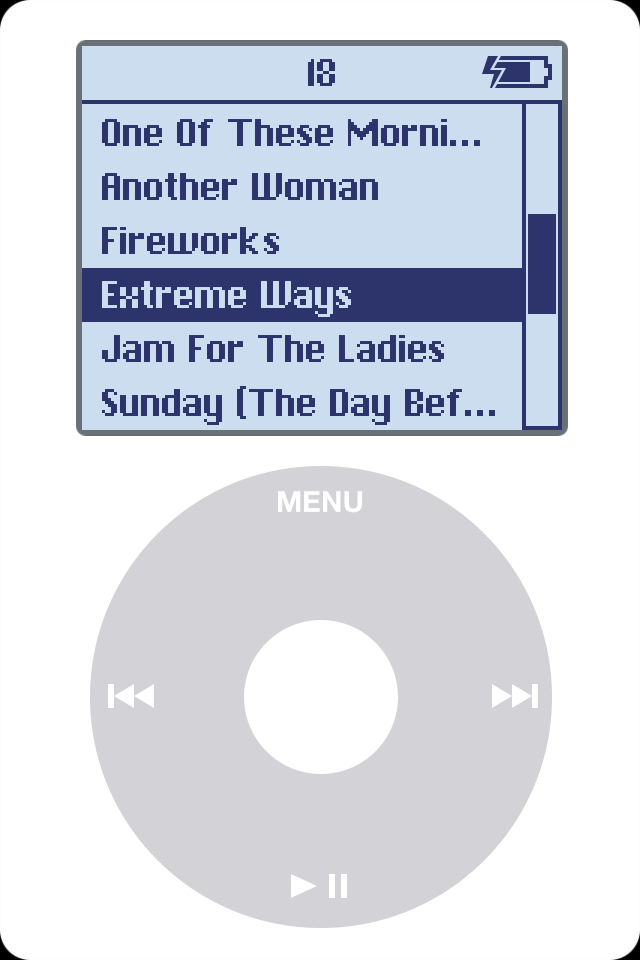 18
One Of These Morni...
Another Woman
Fireworks
Extreme Ways
Jam For The Ladies
Sunday (The Day Bef...
MENU